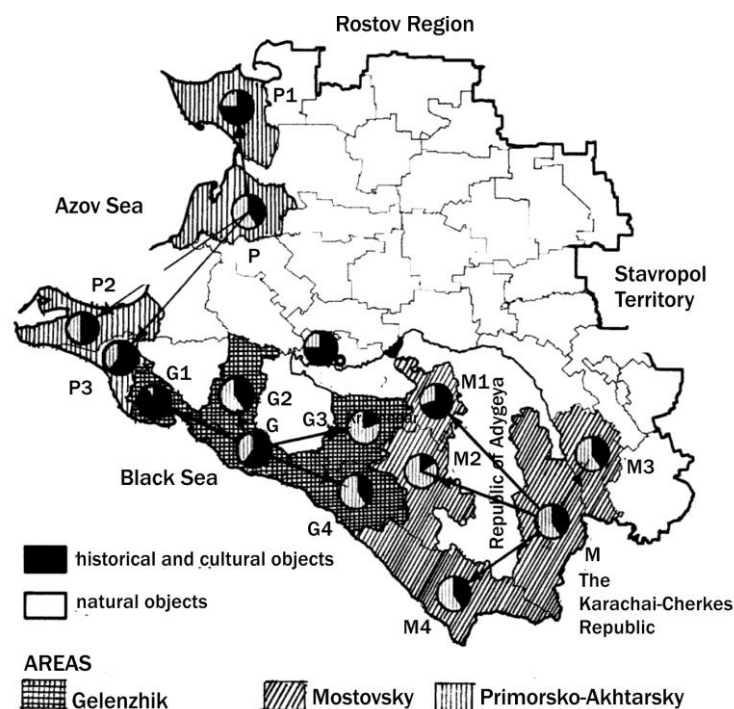 Rostov Region
P1
Azov Sea
P
P2
Stavropol
Territory
P3
G1
G2
G
G3
M1
M2
Republic of Adygeya
M3
Black Sea
G4
M
M4
The
Karachai-Cherkes
Republic
historical and cultural objects
natural objects
AREAS
Gelenzhik
Mostovsky
Primorsko-Akhtarsky